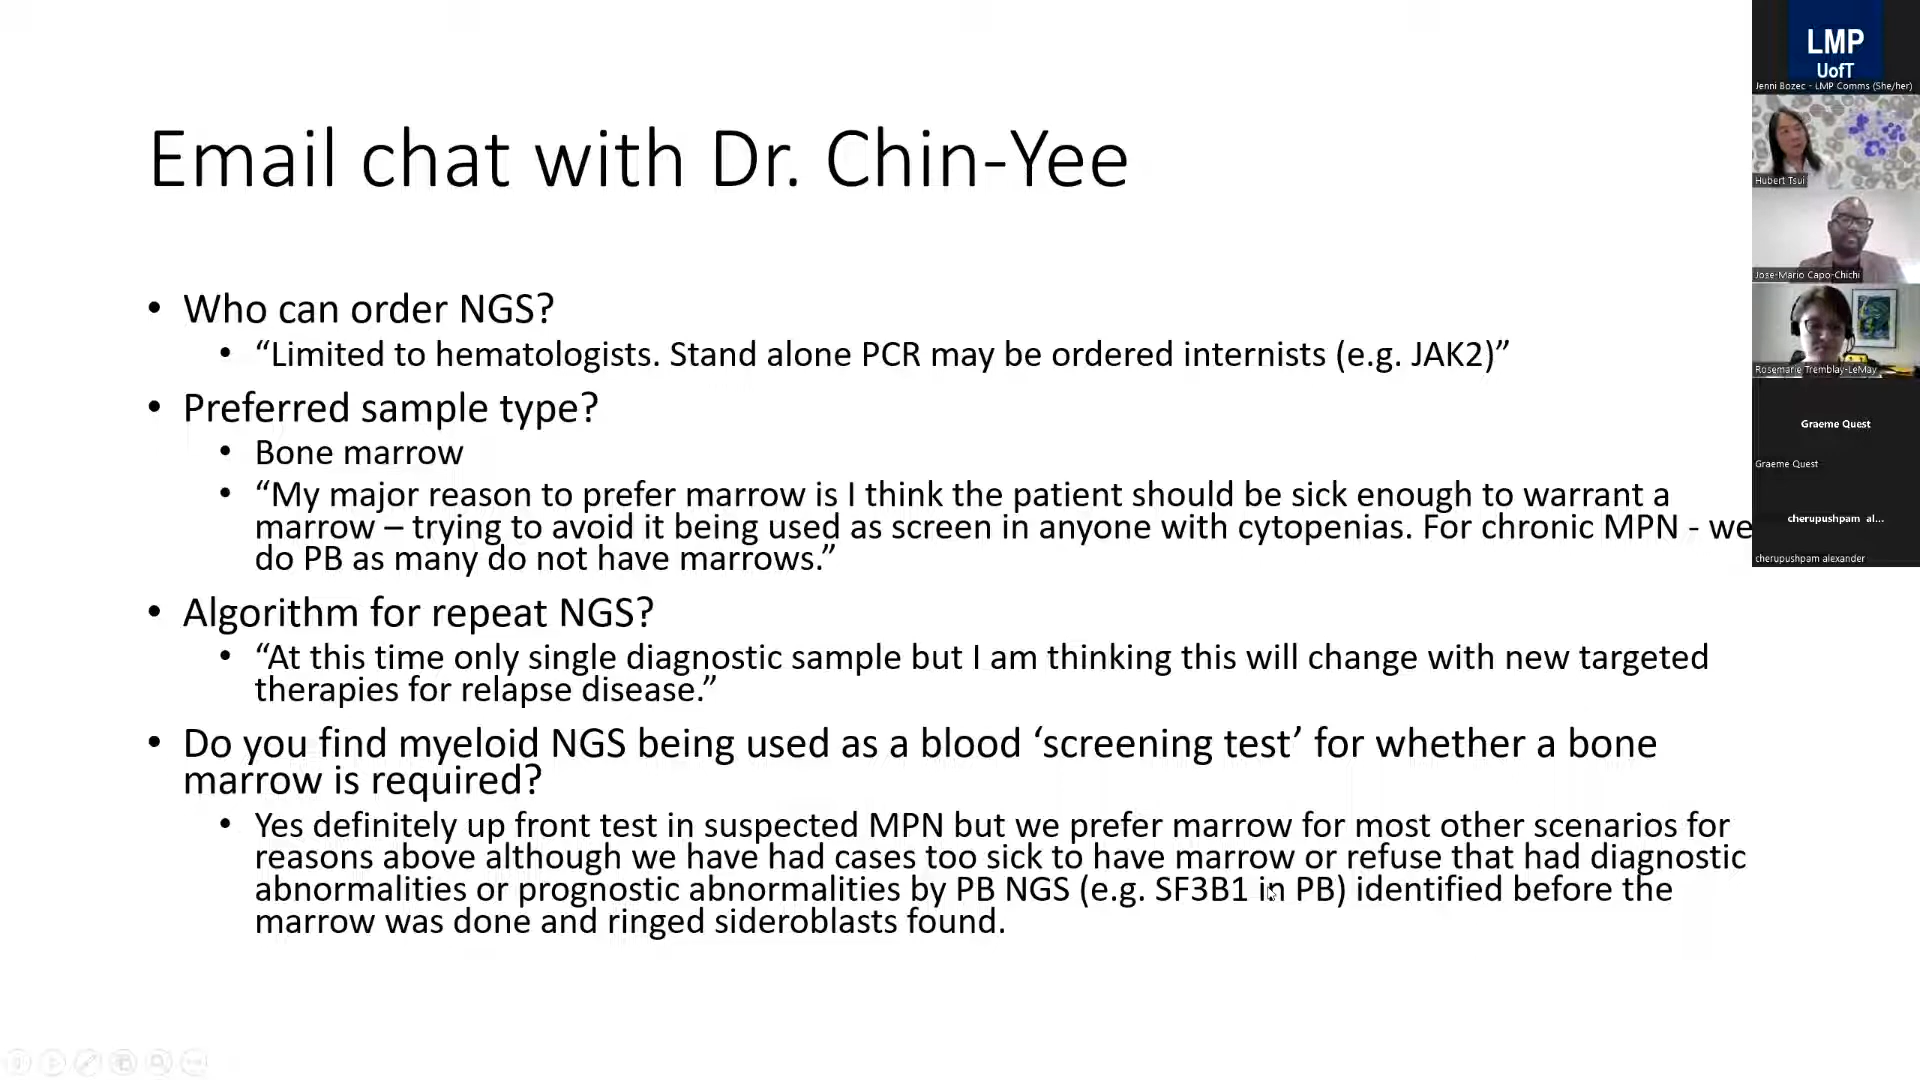 Email chat with Dr. Chin-Yee
• Who can order NGS?
• “Limited to hematologists. Stand alone PCR may be ordered internists (e.g. JAK2)”
• Preferred sample type?
• Bone marrow
• “My major reason to prefer marrow is I think the patient should be sick enough to warrant a
marrow – trying to avoid it being used as screen in anyone with cytopenias. For chronic MPN - we
do PB as many do not have marrows.”
• Algorithm for repeat NGS?
• “At this time only single diagnostic sample but I am thinking this will change with new targeted
therapies for relapse disease.”
• Do you find myeloid NGS being used as a blood ‘screening test’ for whether a bone
marrow is required?
• Yes definitely up front test in suspected MPN but we prefer marrow for most other scenarios for
reasons above although we have had cases too sick to have marrow or refuse that had diagnostic
abnormalities or prognostic abnormalities by PB NGS (e.g. SF3B1 in PB) identified before the
marrow was done and ringed sideroblasts found.
LMP
UofT
Jenni Bozec - LMP Comms (She/her)
Hubert Tsui
Jose-Mario Capo-Chichi
Rosemarie Tremblay-LeMay
Graeme Quest
Graeme Quest
cherupushpam al...
cherupushpam alexander